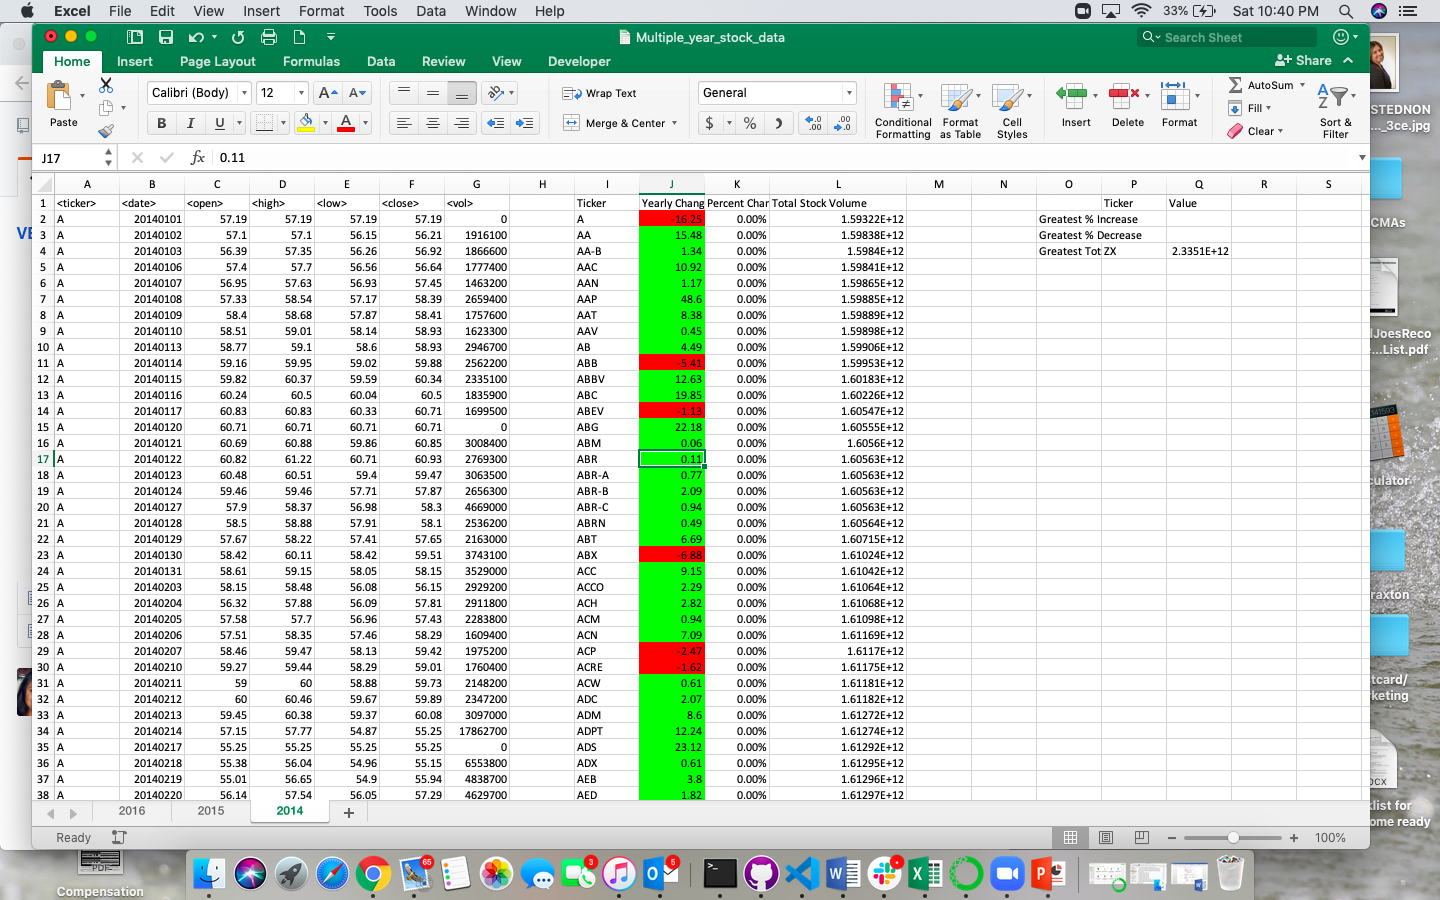 Excel File Edit View Insert Format Tools Data Window Help 33% Sat 10:40 PM
Multiple_year_stock_data
Search Sheet
Home Insert Page Layout Formulas Data Review View Developer Share
Paste Calibri (Body) 12 A A Wrap Text General Conditional Formatting Format as Table Cell Styles Insert Delete Format AutoSum Fill Clear Sort & Filter
B I U A Merge & Center $ % )
J17 fx 0.11
A B C D E F G H I J K L M N O P Q R S
1 <ticker> <date> <open> <high> <low> <close> <vol> Ticker Yearly Chang Percent Char Total Stock Volume Ticker Value
2 A 20140101 57.19 57.19 57.19 57.19 0 A -16.25 0.00% 1.59322E+12 Greatest % Increase
3 A 20140102 57.1 57.1 56.15 56.21 1916100 AA 15.48 0.00% 1.59838E+12 Greatest % Decrease
4 A 20140103 56.39 57.35 56.26 56.92 1866600 AA-B 1.34 0.00% 1.5984E+12 Greatest Tot ZX 2.3351E+12
5 A 20140106 57.4 57.7 56.56 56.64 1777400 AAC 10.92 0.00% 1.59841E+12
6 A 20140107 56.95 57.63 56.93 57.45 1463200 AAN 1.17 0.00% 1.59865E+12
7 A 20140108 57.33 58.54 57.17 58.39 2659400 AAP 48.6 0.00% 1.59885E+12
8 A 20140109 58.4 58.68 57.87 58.41 1757600 AAT 8.38 0.00% 1.59889E+12
9 A 20140110 58.51 59.01 58.14 58.93 1623300 AAV 0.45 0.00% 1.59898E+12
10 A 20140113 58.77 59.1 58.6 58.93 2946700 AB 4.49 0.00% 1.59906E+12
11 A 20140114 59.16 59.95 59.02 59.88 2562200 ABB -5.41 0.00% 1.59953E+12
12 A 20140115 59.82 60.37 59.59 60.34 2335100 ABBV 12.63 0.00% 1.60183E+12
13 A 20140116 60.24 60.5 60.04 60.5 1835900 ABC 19.85 0.00% 1.60226E+12
14 A 20140117 60.83 60.83 60.33 60.71 1699500 ABEV -1.13 0.00% 1.60547E+12
15 A 20140120 60.71 60.71 60.71 60.71 0 ABG 22.18 0.00% 1.60555E+12
16 A 20140121 60.69 60.88 59.86 60.85 3008400 ABM 0.06 0.00% 1.6056E+12
17 A 20140122 60.82 61.22 60.71 60.93 2769300 ABR 0.11 0.00% 1.60563E+12
18 A 20140123 60.48 60.51 59.4 59.47 3063500 ABR-A 0.77 0.00% 1.60563E+12
19 A 20140124 59.46 59.46 57.71 57.87 2656300 ABR-B 2.09 0.00% 1.60563E+12
20 A 20140127 57.9 58.37 56.98 58.3 4669000 ABR-C 0.94 0.00% 1.60563E+12
21 A 20140128 58.5 58.88 57.91 58.1 2536200 ABRN 0.49 0.00% 1.60564E+12
22 A 20140129 57.67 58.22 57.41 57.65 2163000 ABT 6.69 0.00% 1.60715E+12
23 A 20140130 58.42 60.11 58.42 59.51 3743100 ABX -6.88 0.00% 1.61024E+12
24 A 20140131 58.61 59.15 58.05 58.15 3529000 ACC 9.15 0.00% 1.61042E+12
25 A 20140203 58.15 58.48 56.08 56.15 2929200 ACCO 2.29 0.00% 1.61064E+12
26 A 20140204 56.32 57.88 56.09 57.81 2911800 ACH 2.82 0.00% 1.61068E+12
27 A 20140205 57.58 57.7 56.96 57.43 2283800 ACM 0.94 0.00% 1.61098E+12
28 A 20140206 57.51 58.35 57.46 58.29 1609400 ACN 7.09 0.00% 1.61169E+12
29 A 20140207 58.46 59.47 58.13 59.42 1975200 ACP -2.47 0.00% 1.6117E+12
30 A 20140210 59.27 59.44 58.29 59.01 1760400 ACRE -1.62 0.00% 1.61175E+12
31 A 20140211 59 60 58.88 59.73 2148200 ACW 0.61 0.00% 1.61181E+12
32 A 20140212 60 60.46 59.67 59.89 2347200 ADC 2.07 0.00% 1.61182E+12
33 A 20140213 59.45 60.38 59.37 60.08 3097000 ADM 8.6 0.00% 1.61272E+12
34 A 20140214 57.15 57.77 54.87 55.25 17862700 ADPT 12.24 0.00% 1.61274E+12
35 A 20140217 55.25 55.25 55.25 55.25 0 ADS 23.12 0.00% 1.61292E+12
36 A 20140218 55.38 56.04 54.96 55.15 6553800 ADX 0.61 0.00% 1.61295E+12
37 A 20140219 55.01 56.65 54.9 55.94 4838700 AEB 3.8 0.00% 1.61296E+12
38 A 20140220 56.14 57.54 56.05 57.29 4629700 AED 1.82 0.00% 1.61297E+12
2016 2015 2014 +
Ready 100%
VE
STEDNON
..._3ce.jpg
CMAs
lJoesReco
e...List.pdf
culator
raxton
tcard/
keting
OCX
klist for
ome ready
PDF
Compensation
65 3 5